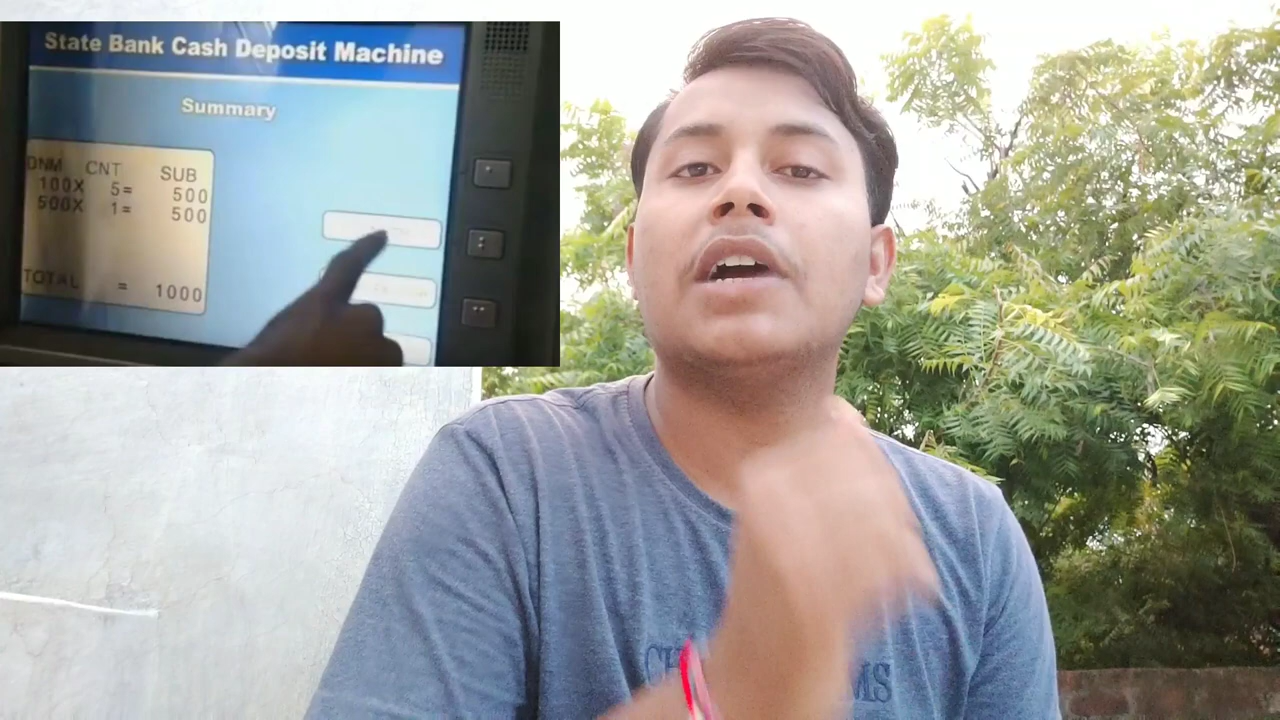 State Bank Cash Deposit Machine
Summary
DNM CNT SUB
100X 5= 500
500X 1= 500
TOTAL = 1000